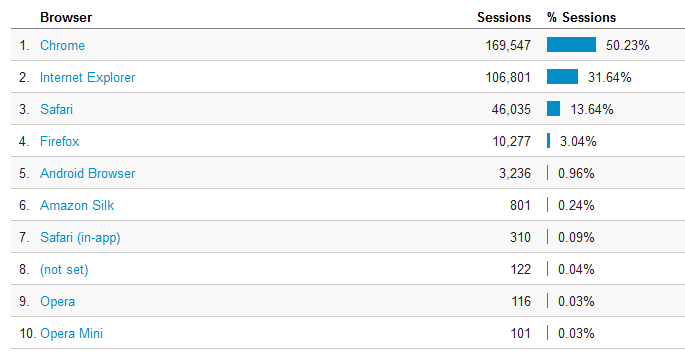 Browser Sessions % Sessions
1. Chrome 169,547 50.23%
2. Internet Explorer 106,801 31.64%
3. Safari 46,035 13.64%
4. Firefox 10,277 3.04%
5. Android Browser 3,236 0.96%
6. Amazon Silk 801 0.24%
7. Safari (in-app) 310 0.09%
8. (not set) 122 0.04%
9. Opera 116 0.03%
10. Opera Mini 101 0.03%